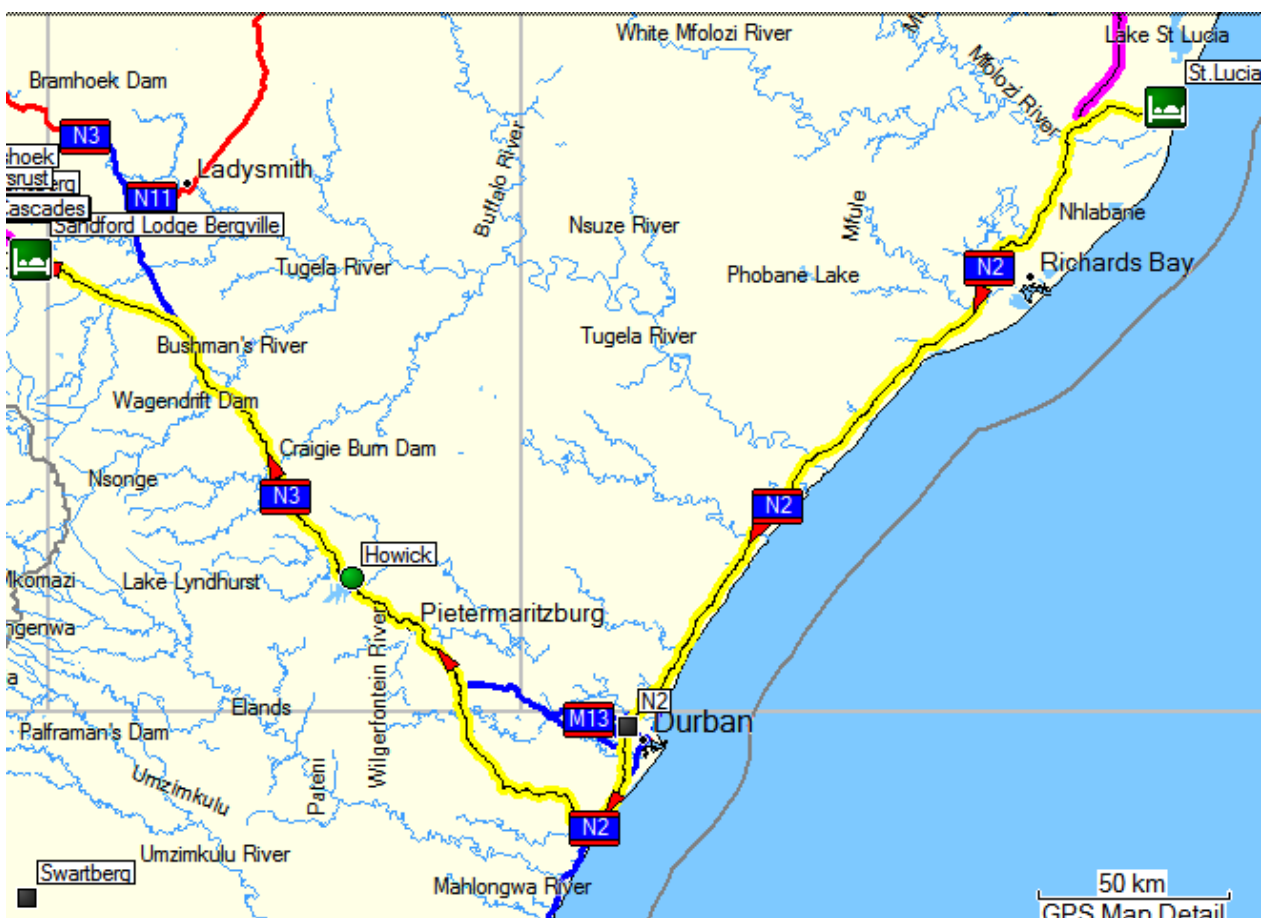 White Mfolozi River
Lake St Lucia
St.Lucia
Mfolozi River
Bramhoek Dam
N3
Ladysmith
N11
Cascades
Sandford Lodge Bergville
Buffalo River
Nsuze River
Mfule
Nhlabane
Tugela River
Phobane Lake
N2
Richards Bay
Bushman's River
Tugela River
Wagendrift Dam
Craigie Burn Dam
Nsonge
N3
N2
Howick
Mkomazi
Lake Lyndhurst
Pietermaritzburg
Wilgerfontein River
N2
Elands
M13
Durban
Palframan's Dam
Umzimkulu
Pateni
N2
Umzimkulu River
Swartberg
Mahlongwa River
50 km
GPS Map Detail